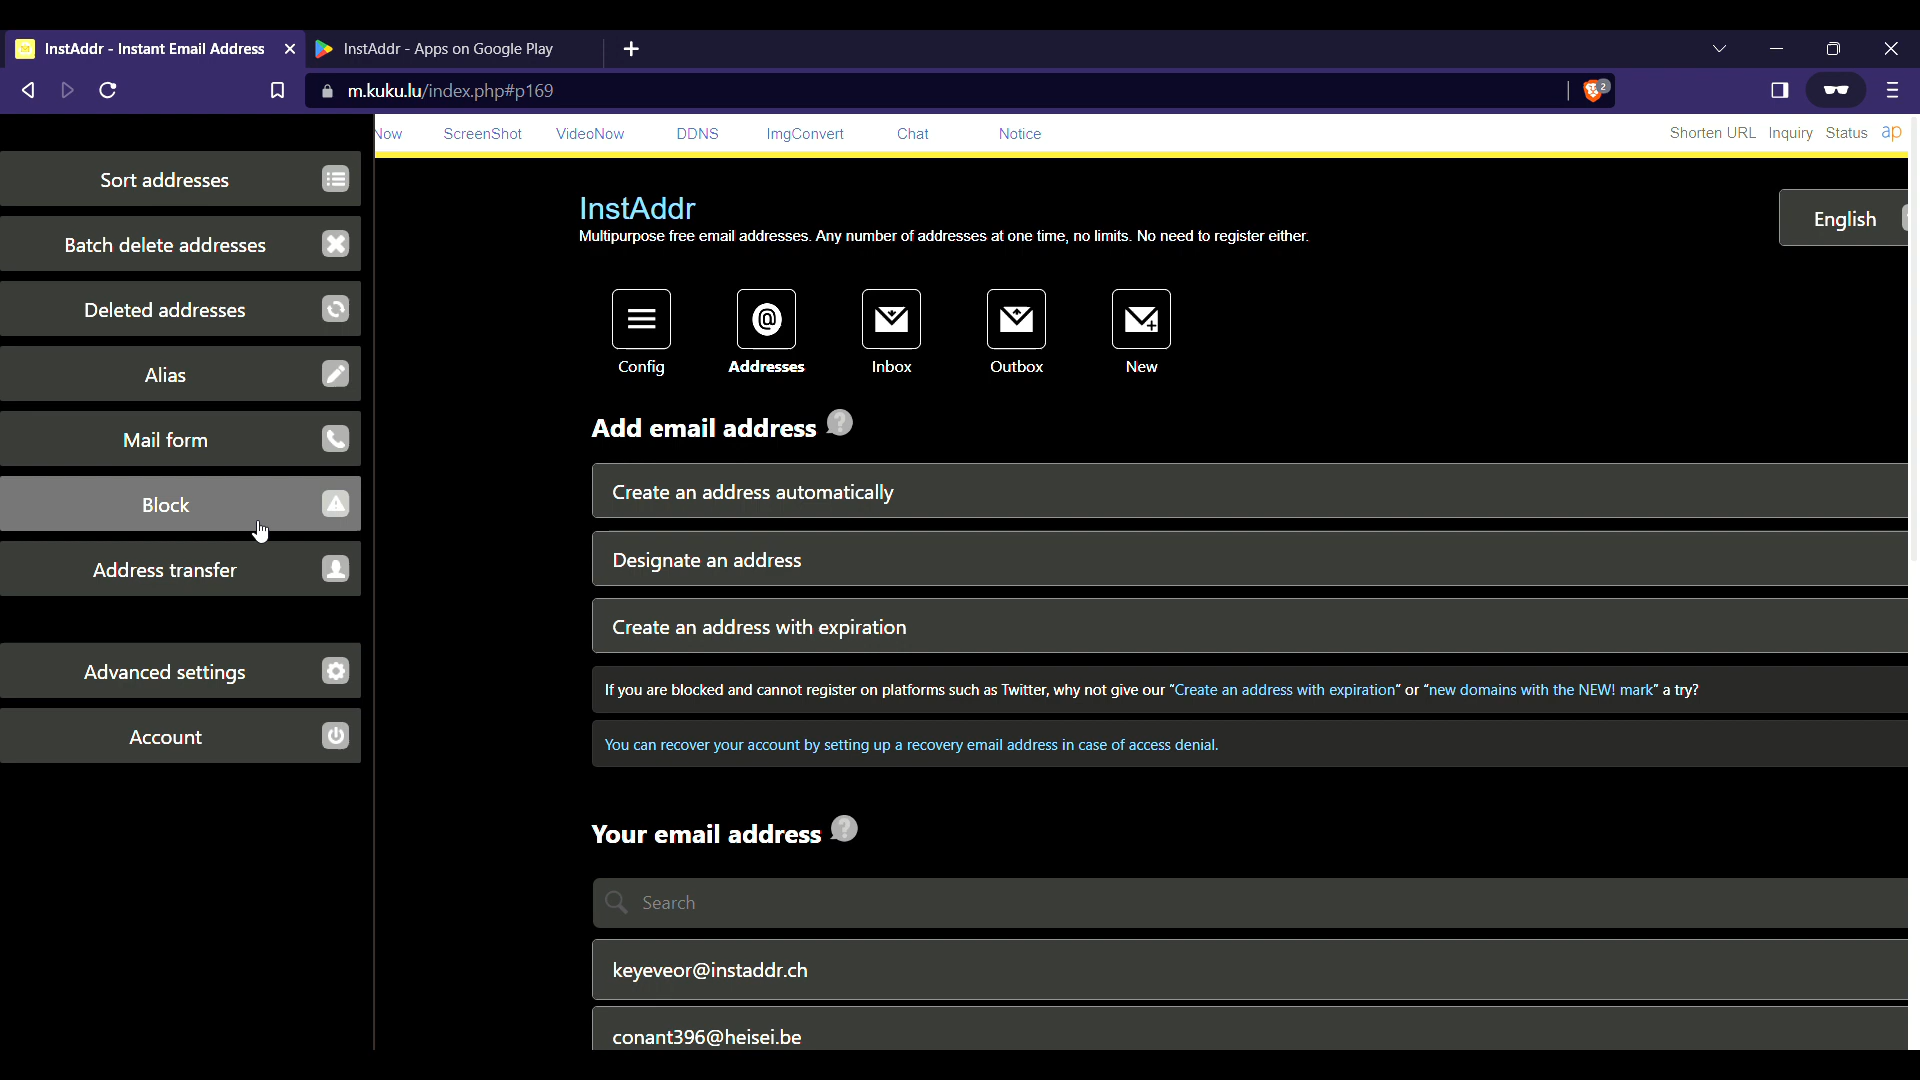 InstAddr - Instant Email Address
InstAddr - Apps on Google Play
m.kuku.lu/index.php#p169
2
Now ScreenShot VideoNow DDNS ImgConvert Chat Notice
Shorten URL Inquiry Status ap
Sort addresses
Batch delete addresses
Deleted addresses
Alias
Mail form
Block
Address transfer
Advanced settings
Account
InstAddr
Multipurpose free email addresses. Any number of addresses at one time, no limits. No need to register either.
English
Config
Addresses
Inbox
Outbox
New
Add email address ?
Create an address automatically
Designate an address
Create an address with expiration
If you are blocked and cannot register on platforms such as Twitter, why not give our "Create an address with expiration" or "new domains with the NEW! mark" a try?
You can recover your account by setting up a recovery email address in case of access denial.
Your email address ?
Search
keyeveor@instaddr.ch
conant396@heisei.be